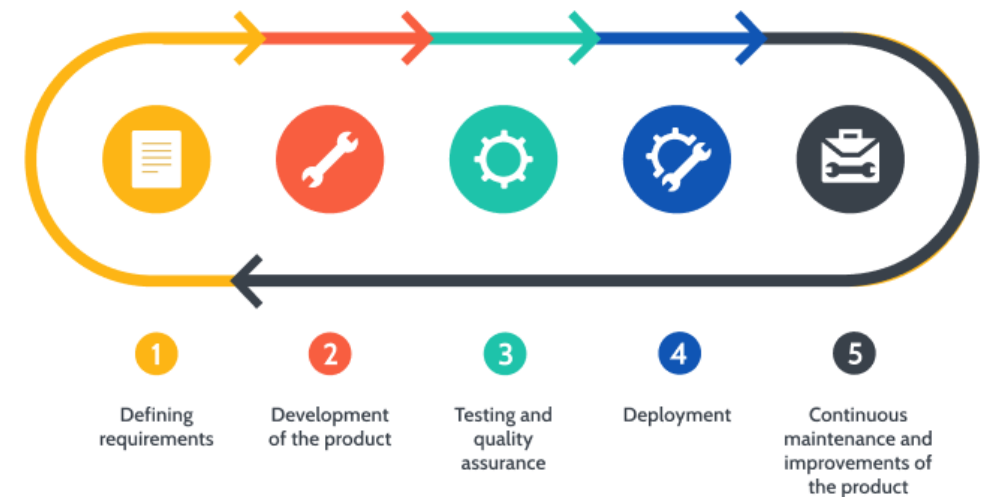 1
2
3
4
5
Defining
requirements
Development
of the product
Testing and
quality
assurance
Deployment
Continuous
maintenance and
improvements of
the product